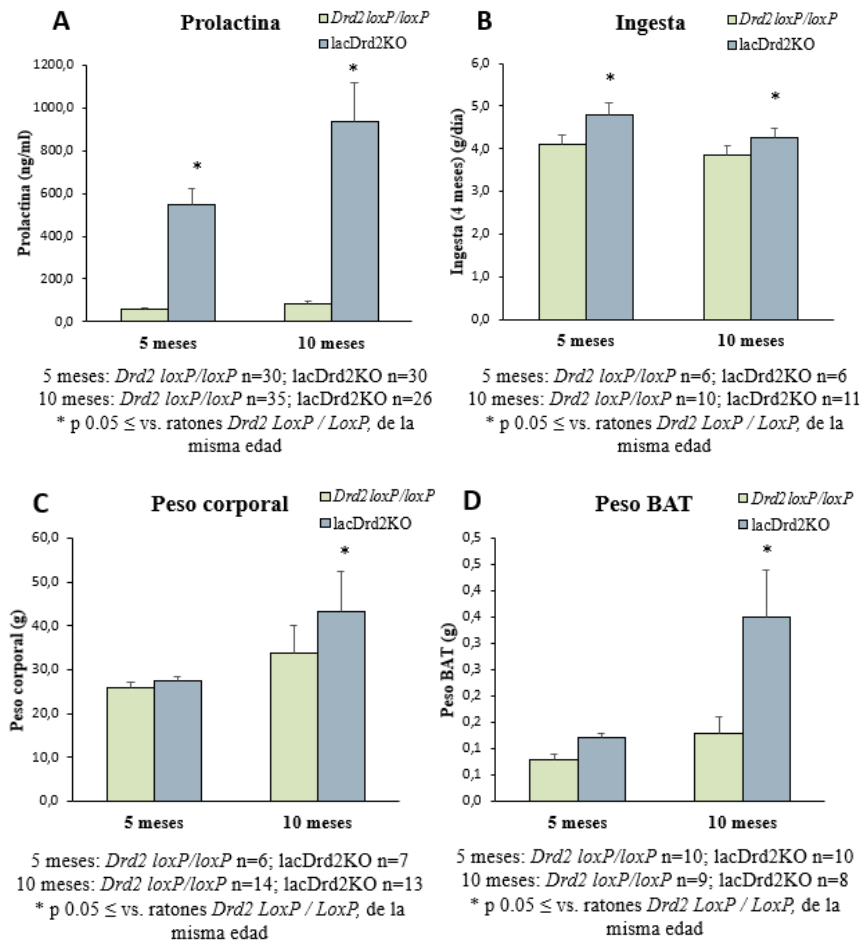 A
Prolactina
Drd2 loxP/loxP
lacDrd2KO
Prolactina (ng/ml)
1200,0
1000,0
800,0
600,0
400,0
200,0
0,0
*
*
5 meses
10 meses
5 meses: Drd2 loxP/loxP n=30; lacDrd2KO n=30
10 meses: Drd2 loxP/loxP n=35; lacDrd2KO n=26
* p 0.05 ≤ vs. ratones Drd2 LoxP / LoxP, de la
misma edad
B
Ingesta
Drd2 loxP/loxP
lacDrd2KO
Ingesta (4 meses) (g/día)
6,0
5,0
4,0
3,0
2,0
1,0
0,0
*
*
5 meses
10 meses
5 meses: Drd2 loxP/loxP n=6; lacDrd2KO n=6
10 meses: Drd2 loxP/loxP n=10; lacDrd2KO n=11
* p 0.05 ≤ vs. ratones Drd2 LoxP / LoxP, de la
misma edad
C
Peso corporal
Drd2 loxP/loxP
lacDrd2KO
Peso corporal (g)
60,0
50,0
40,0
30,0
20,0
10,0
0,0
*
5 meses
10 meses
5 meses: Drd2 loxP/loxP n=6; lacDrd2KO n=7
10 meses: Drd2 loxP/loxP n=14; lacDrd2KO n=13
* p 0.05 ≤ vs. ratones Drd2 LoxP / LoxP, de la
misma edad
D
Peso BAT
Drd2 loxP/loxP
lacDrd2KO
Peso BAT (g)
0,5
0,5
0,4
0,4
0,3
0,3
0,2
0,2
0,1
0,1
0,0
*
5 meses
10 meses
5 meses: Drd2 loxP/loxP n=10; lacDrd2KO n=10
10 meses: Drd2 loxP/loxP n=9; lacDrd2KO n=8
* p 0.05 ≤ vs. ratones Drd2 LoxP / LoxP, de la
misma edad